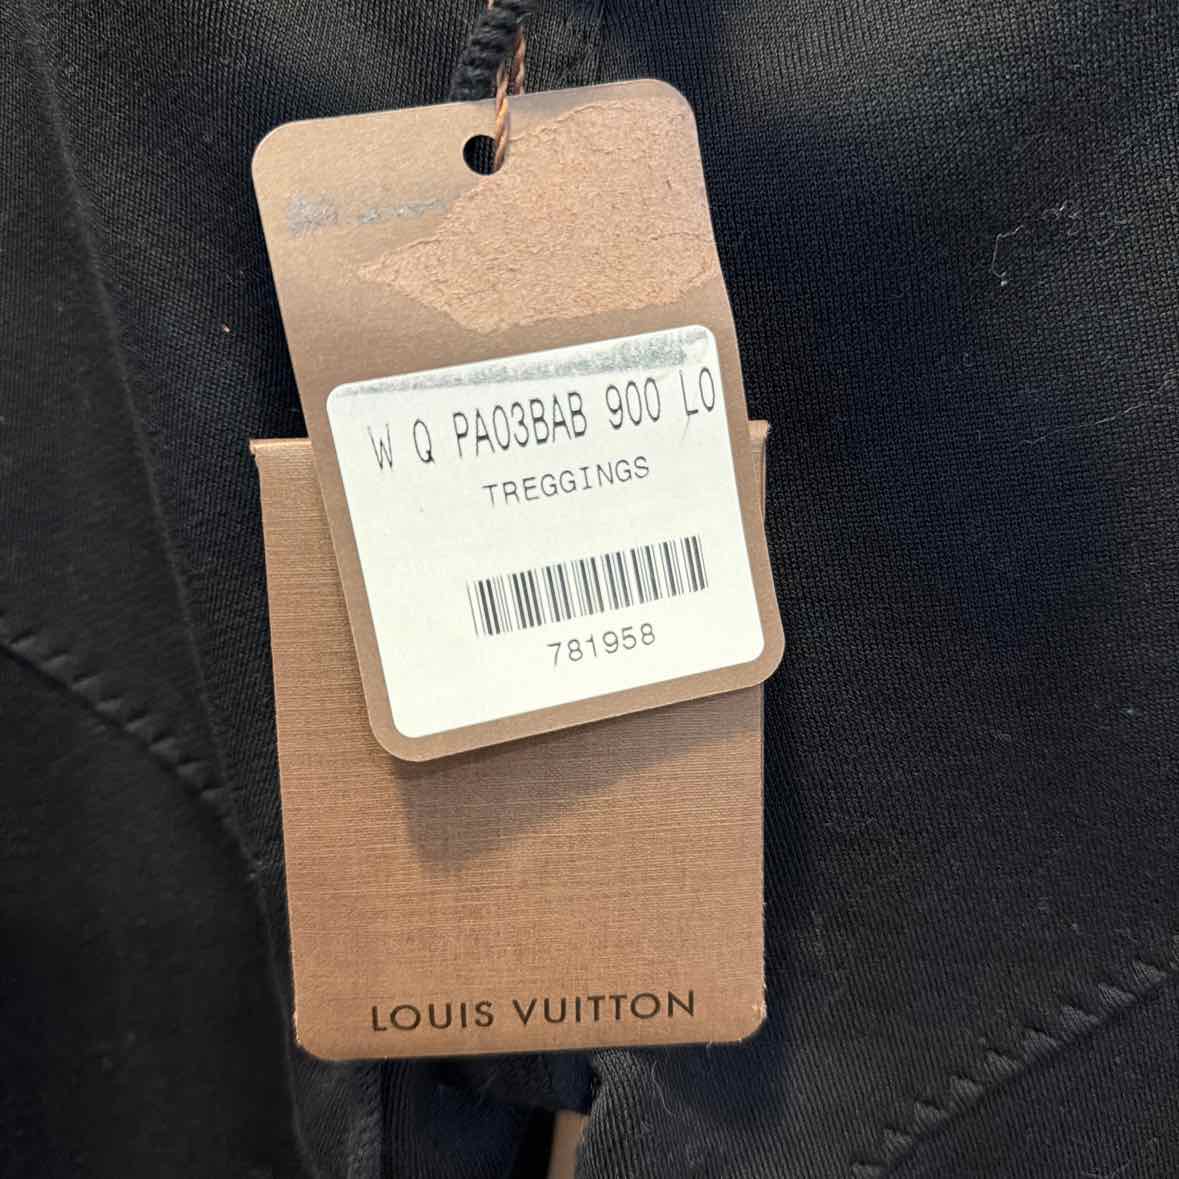 W Q PA03BAB 900 LO
TREGGINGS
781958
LOUIS VUITTON